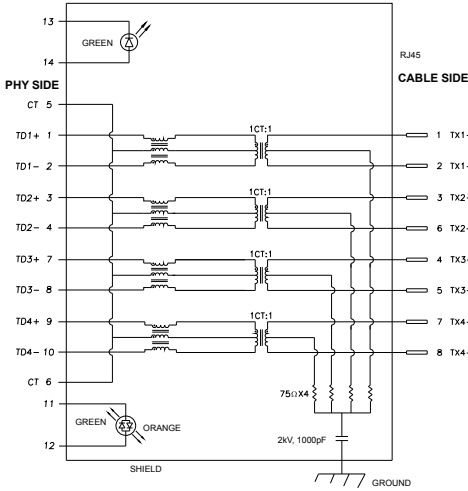 13
GREEN
14
RJ45
PHY SIDE
CABLE SIDE
CT 5
TD1+ 1
1CT:1
1 TX1+
TD1- 2
2 TX1-
TD2+ 3
1CT:1
3 TX2+
TD2- 4
6 TX2-
TD3+ 7
1CT:1
4 TX3+
TD3- 8
5 TX3-
TD4+ 9
1CT:1
7 TX4+
TD4- 10
8 TX4-
CT 6
75ΩX4
11
GREEN
ORANGE
12
2kV, 1000pF
SHIELD
GROUND